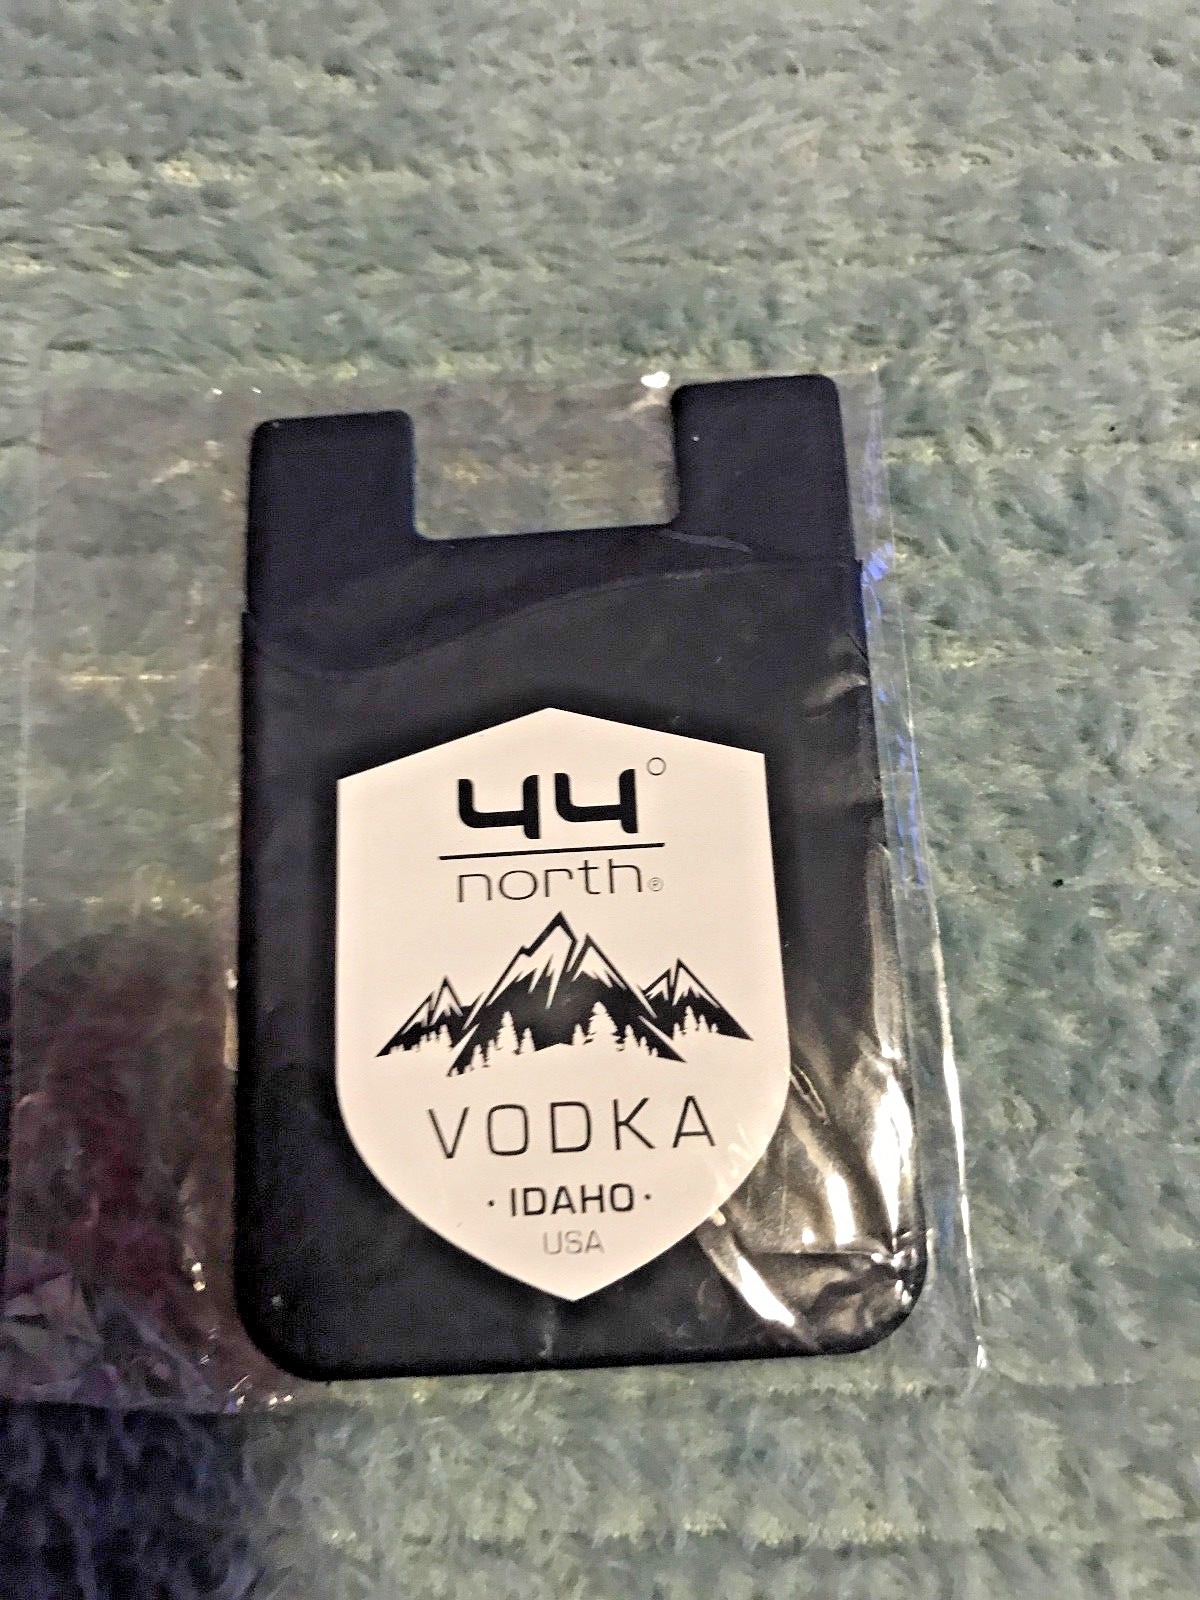 44°
north®
VODKA
· IDAHO ·
USA